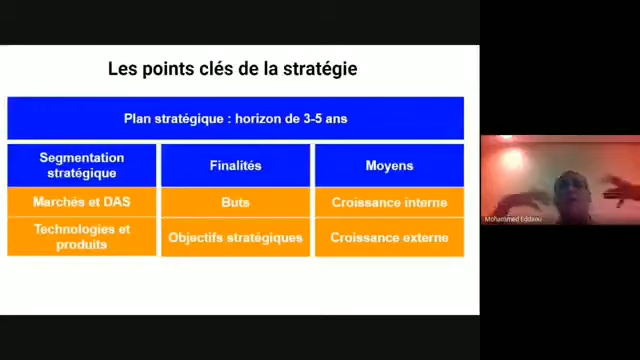 Les points clés de la stratégie
Plan stratégique : horizon de 3-5 ans
Segmentation
stratégique
Finalités
Moyens
Marchés et DAS
Buts
Croissance interne
Technologies et
produits
Objectifs stratégiques
Croissance externe
Mohammed Eddaou